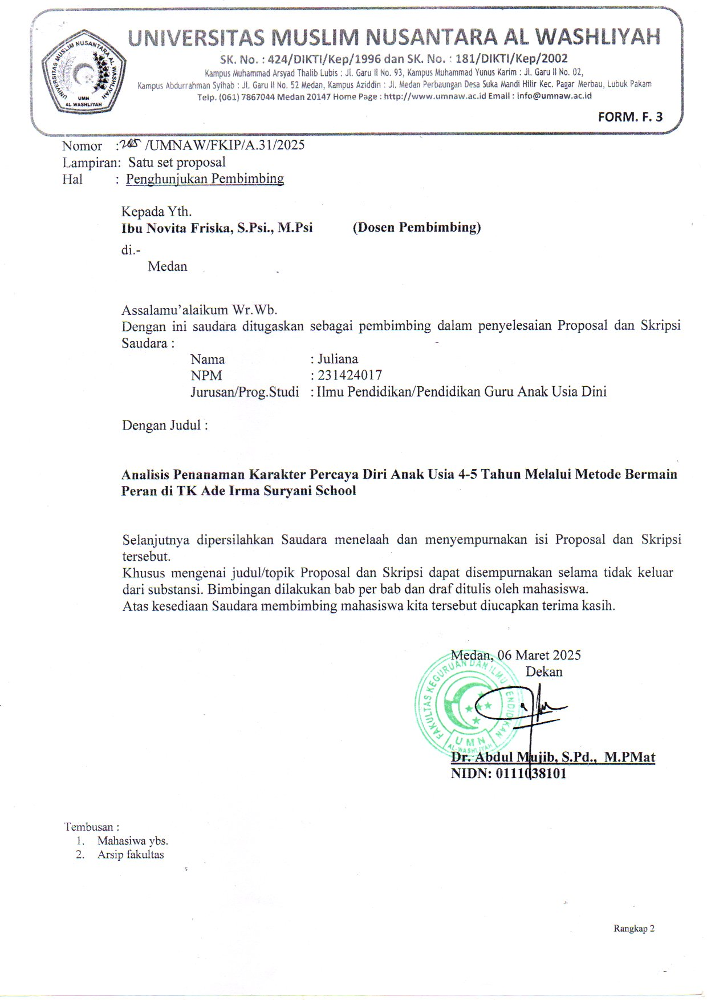 UNIVERSITAS MUSLIM NUSANTARA AL WASHLIYAH
SK. No. : 424/DIKTI/Kep/1996 dan SK. No. : 181/DIKTI/Kep/2002
Kampus Muhammad Arsyad Thalib Lubis : Jl. Garu II No. 93, Kampus Muhammad Yunus Karim : Jl. Garu II No. 02,
Kampus Abdurrahman Syihab : Jl. Garu II No. 52 Medan, Kampus Aziddin : Jl. Medan Perbaungan Desa Suka Mandi Hilir Kec. Pagar Merbau, Lubuk Pakam
Telp. (061) 7867044 Medan 20147 Home Page : http://www.umnaw.ac.id Email : info@umnaw.ac.id
FORM. F. 3
UNIVERSITAS MUSLIM NUSANTARA AL WASHLIYAH
UMN
AL WASHLIYAH
Nomor : /UMNAW/FKIP/A.31/2025
Lampiran: Satu set proposal
Hal : Penghunjukan Pembimbing
Kepada Yth.
Ibu Novita Friska, S.Psi., M.Psi (Dosen Pembimbing)
di.-
Medan
Assalamu’alaikum Wr.Wb.
Dengan ini saudara ditugaskan sebagai pembimbing dalam penyelesaian Proposal dan Skripsi
Saudara :
Nama : Juliana
NPM : 231424017
Jurusan/Prog.Studi : Ilmu Pendidikan/Pendidikan Guru Anak Usia Dini
Dengan Judul :
Analisis Penanaman Karakter Percaya Diri Anak Usia 4-5 Tahun Melalui Metode Bermain
Peran di TK Ade Irma Suryani School
Selanjutnya dipersilahkan Saudara menelaah dan menyempurnakan isi Proposal dan Skripsi
tersebut.
Khusus mengenai judul/topik Proposal dan Skripsi dapat disempurnakan selama tidak keluar
dari substansi. Bimbingan dilakukan bab per bab dan draf ditulis oleh mahasiswa.
Atas kesediaan Saudara membimbing mahasiswa kita tersebut diucapkan terima kasih.
Medan, 06 Maret 2025
Dekan
FAKULTAS KEGURUAN DAN ILMU PENDIDIKAN
UMN
AL-WASHLIYAH
Dr. Abdul Mujib, S.Pd., M.PMat
NIDN: 0111038101
Tembusan :
1. Mahasiwa ybs.
2. Arsip fakultas
Rangkap 2